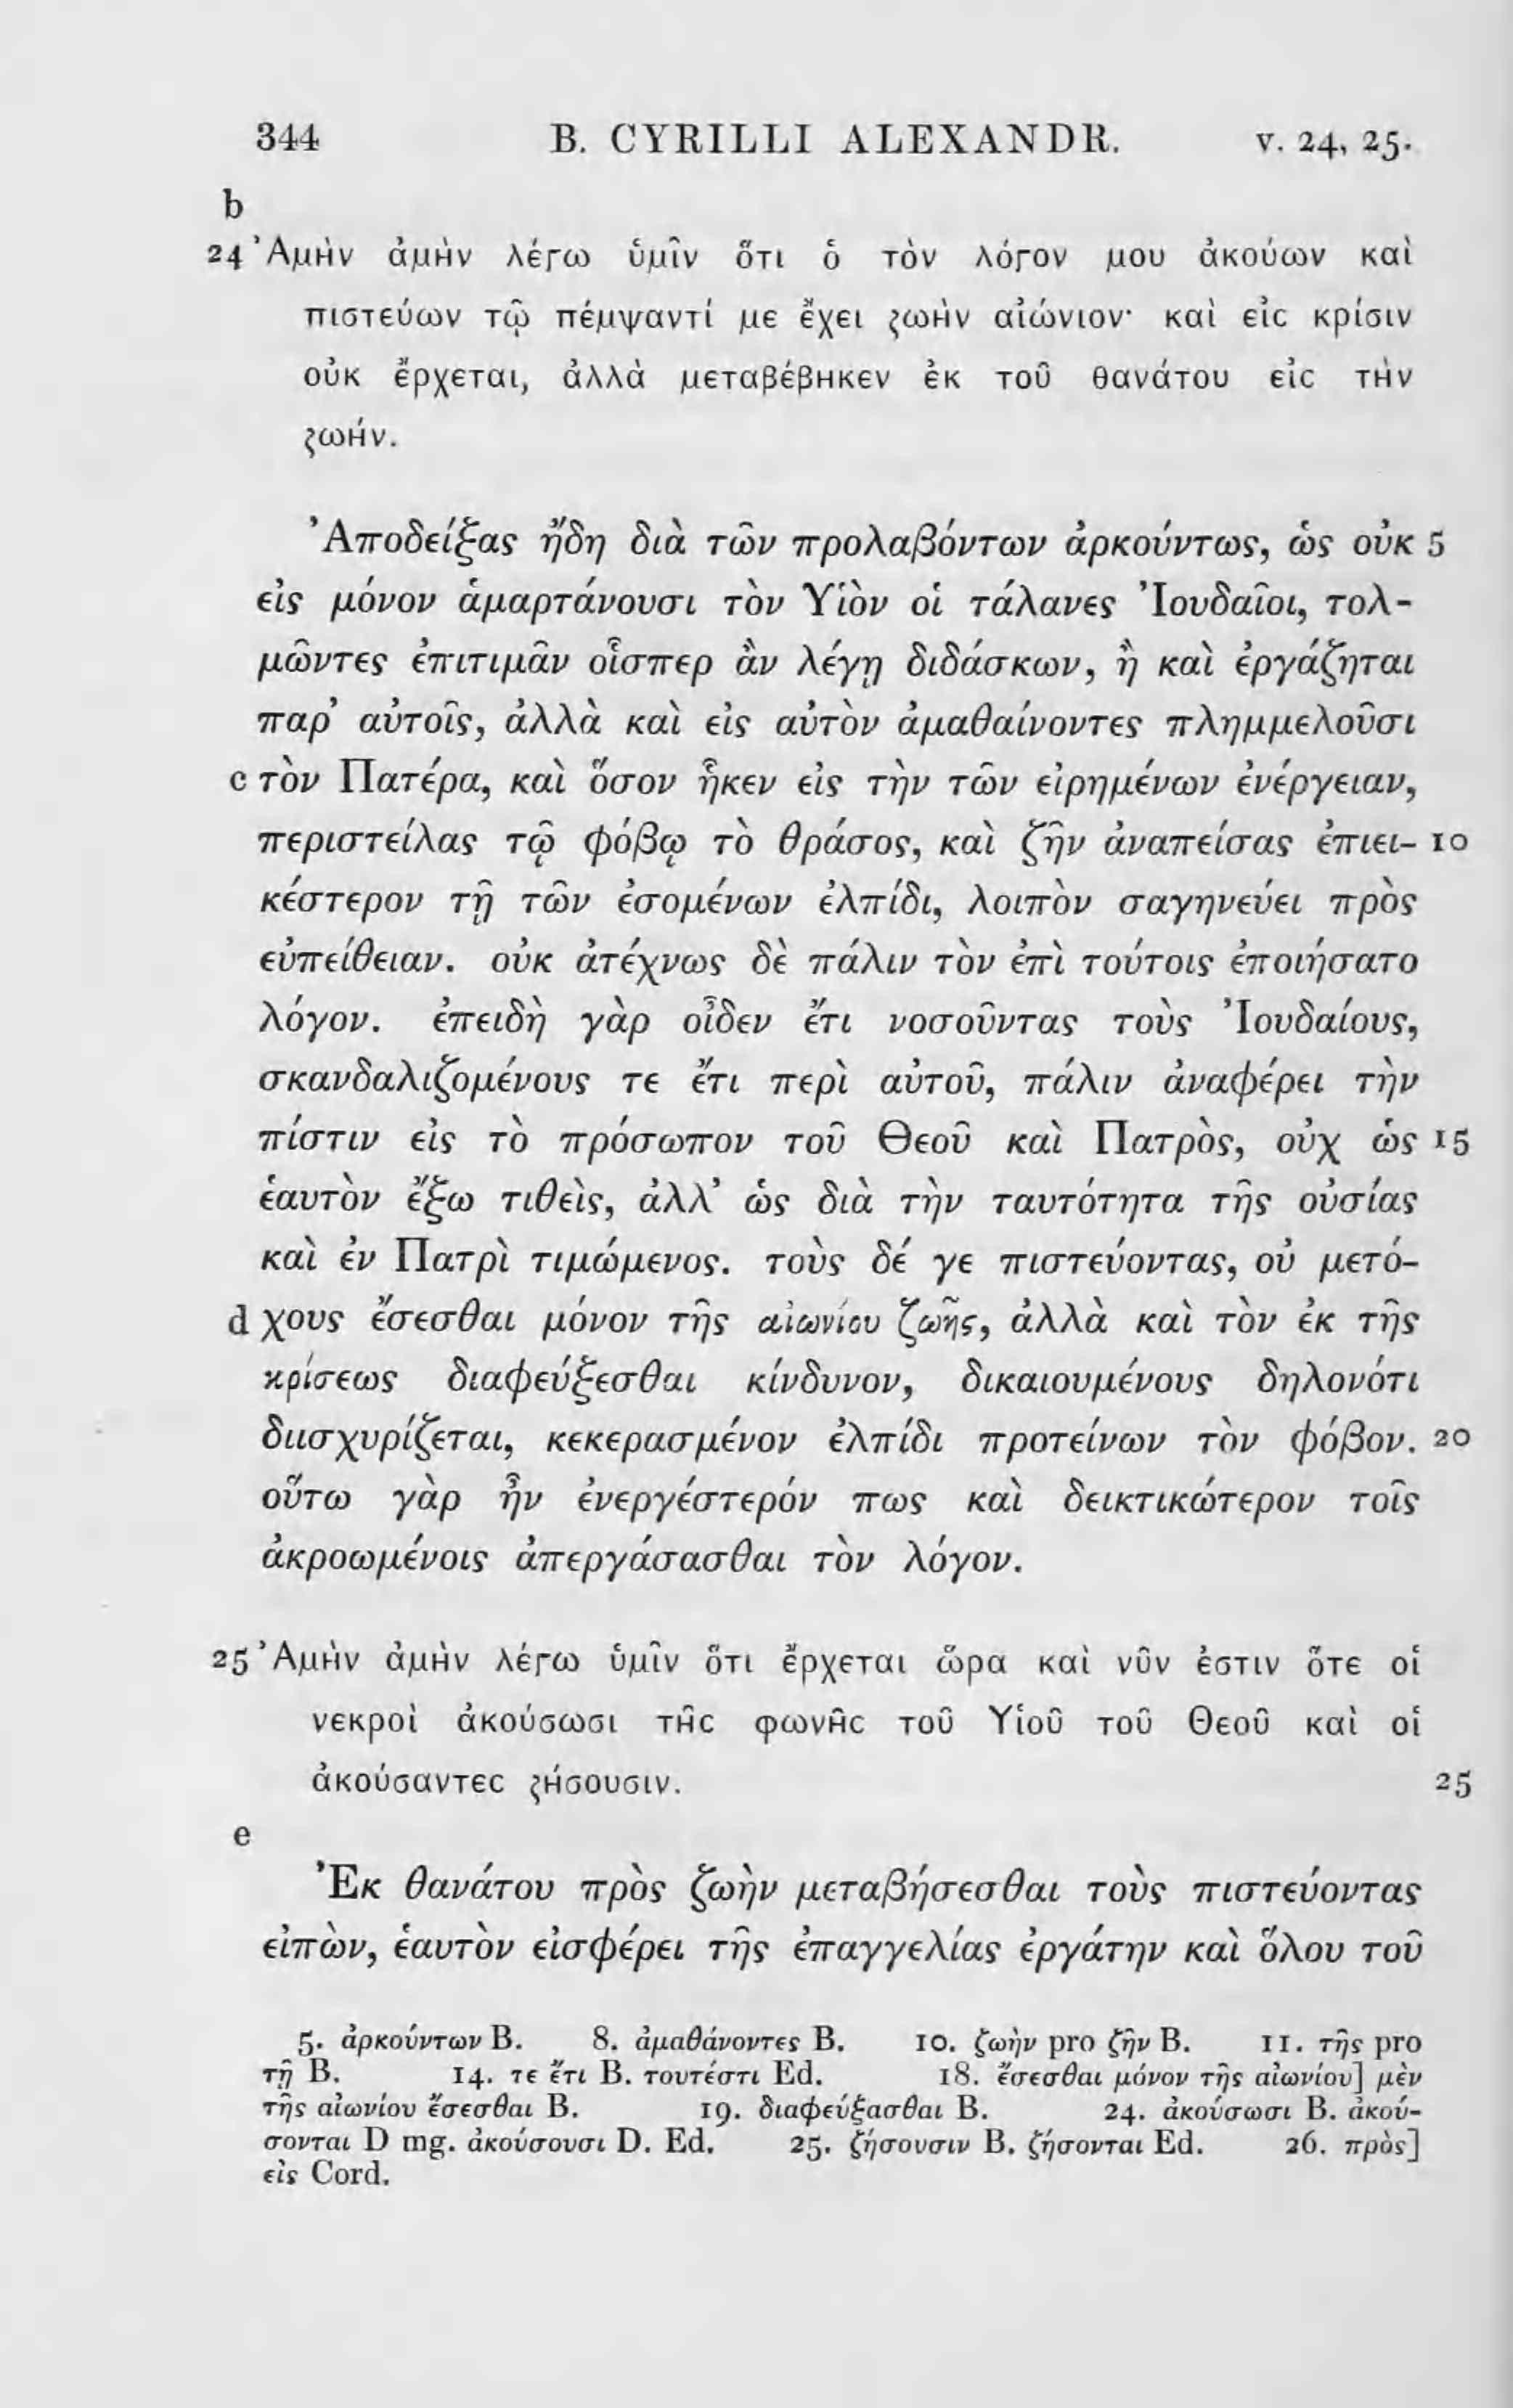 344 B. CYRILLI ALEXANDR. v. 24, 25.
b
24 Ἀμὴν ἀμὴν λέγω ὑμῖν ὅτι ὁ τὸν λόγον μου ἀκούων καὶ
πιστεύων τῷ πέμψαντί με ἔχει ζωὴν αἰώνιον· καὶ εἰς κρίσιν
οὐκ ἔρχεται, ἀλλὰ μεταβέβηκεν ἐκ τοῦ θανάτου εἰς τὴν
ζωήν.
Ἀποδείξας ἤδη διὰ τῶν προλαβόντων ἀρκούντως, ὡς οὐκ 5
εἰς μόνον ἁμαρτάνουσι τὸν Υἱὸν οἱ τάλανες Ἰουδαῖοι, τολ-
μῶντες ἐπιτιμᾶν οἷσπερ ἂν λέγῃ διδάσκων, ἢ καὶ ἐργάζηται
παρ’ αὐτοῖς, ἀλλὰ καὶ εἰς αὐτὸν ἀμαθαίνοντες πλημμελοῦσι
c τὸν Πατέρα, καὶ ὅσον ἧκεν εἰς τὴν τῶν εἰρημένων ἐνέργειαν,
περιστείλας τῷ φόβῳ τὸ θράσος, καὶ ζῆν ἀναπείσας ἐπιει- 10
κέστερον τῇ τῶν ἐσομένων ἐλπίδι, λοιπὸν σαγηνεύει πρὸς
εὐπείθειαν. οὐκ ἀτέχνως δὲ πάλιν τὸν ἐπὶ τούτοις ἐποιήσατο
λόγον. ἐπειδὴ γὰρ οἶδεν ἔτι νοσοῦντας τοὺς Ἰουδαίους,
σκανδαλιζομένους τε ἔτι περὶ αὐτοῦ, πάλιν ἀναφέρει τὴν
πίστιν εἰς τὸ πρόσωπον τοῦ Θεοῦ καὶ Πατρὸς, οὐχ ὡς 15
ἑαυτὸν ἔξω τιθεὶς, ἀλλ’ ὡς διὰ τὴν ταυτότητα τῆς οὐσίας
καὶ ἐν Πατρὶ τιμώμενος. τοὺς δέ γε πιστεύοντας, οὐ μετό-
d χους ἔσεσθαι μόνον τῆς αἰωνίου ζωῆς, ἀλλὰ καὶ τὸν ἐκ τῆς
κρίσεως διαφεύξεσθαι κίνδυνον, δικαιουμένους δηλονότι
διισχυρίζεται, κεκερασμένον ἐλπίδι προτείνων τὸν φόβον. 20
οὕτω γὰρ ἦν ἐνεργέστερόν πως καὶ δεικτικώτερον τοῖς
ἀκροωμένοις ἀπεργάσασθαι τὸν λόγον.
25 Ἀμὴν ἀμὴν λέγω ὑμῖν ὅτι ἔρχεται ὥρα καὶ νῦν ἐστιν ὅτε οἱ
νεκροὶ ἀκούσωσι τῆς φωνῆς τοῦ Υἱοῦ τοῦ Θεοῦ καὶ οἱ
ἀκούσαντες ζήσουσιν. 25
e
Ἐκ θανάτου πρὸς ζωὴν μεταβήσεσθαι τοὺς πιστεύοντας
εἰπὼν, ἑαυτὸν εἰσφέρει τῆς ἐπαγγελίας ἐργάτην καὶ ὅλου τοῦ
5. ἀρκούντων B. 8. ἀμαθάνοντες B. 10. ζωὴν pro ζῆν B. 11. τῆς pro
τῇ B. 14. τε ἔτι B. τουτέστι Ed. 18. ἔσεσθαι μόνον τῆς αἰωνίου] μὲν
τῆς αἰωνίου ἔσεσθαι B. 19. διαφεύξασθαι B. 24. ἀκούσωσι B. ἀκού-
σονται D mg. ἀκούσουσι D. Ed. 25. ζήσουσιν B. ζήσονται Ed. 26. πρὸς]
εἰς Cord.